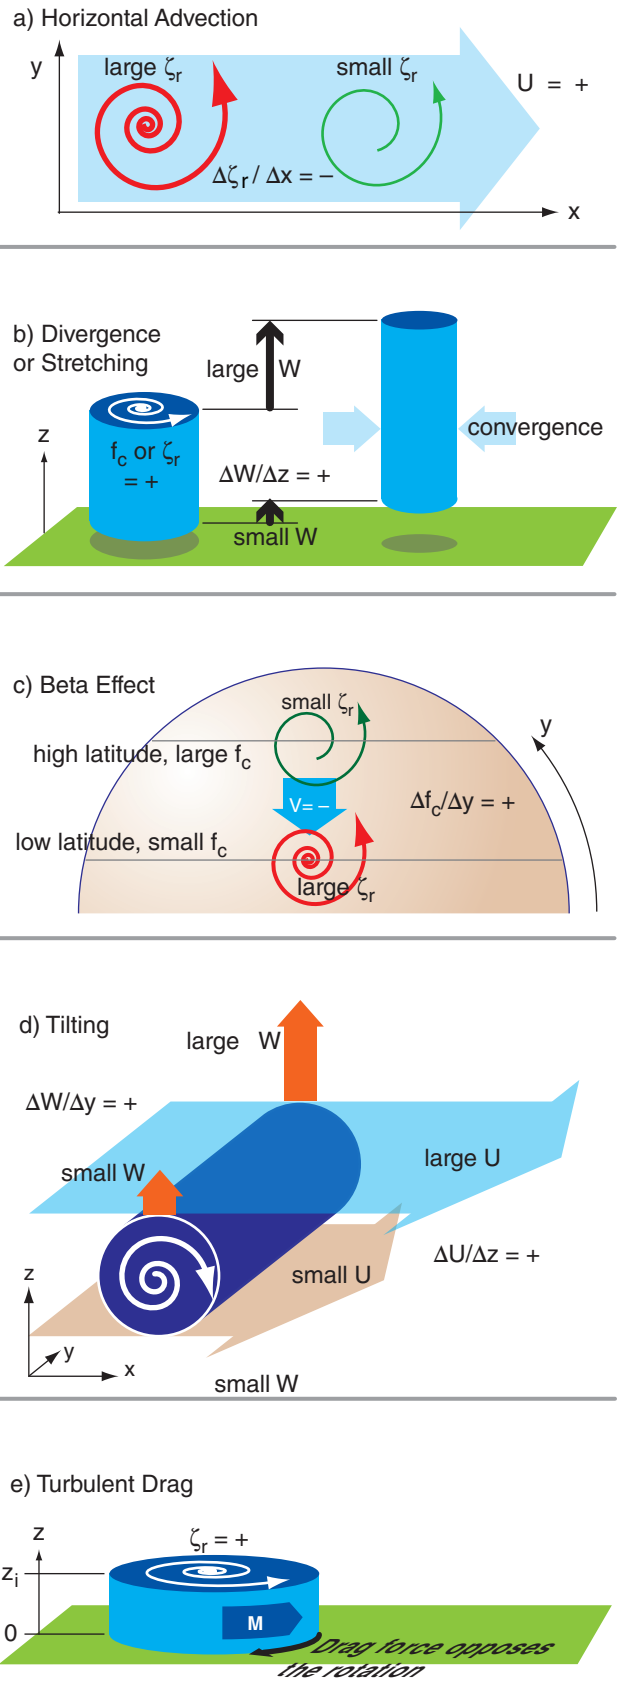 a) Horizontal Advection
y
large ζr
small ζr
U = +
Δζr / Δx = –
x
b) Divergence
or Stretching
large W
z
fc or ζr
= +
ΔW/Δz = +
convergence
small W
c) Beta Effect
small ζr
y
high latitude, large fc
V= –
Δfc/Δy = +
low latitude, small fc
large ζr
d) Tilting
large W
ΔW/Δy = +
small W
large U
ΔU/Δz = +
small U
z
y
x
small W
e) Turbulent Drag
z
ζr = +
zi
M
0
Drag force opposes
the rotation